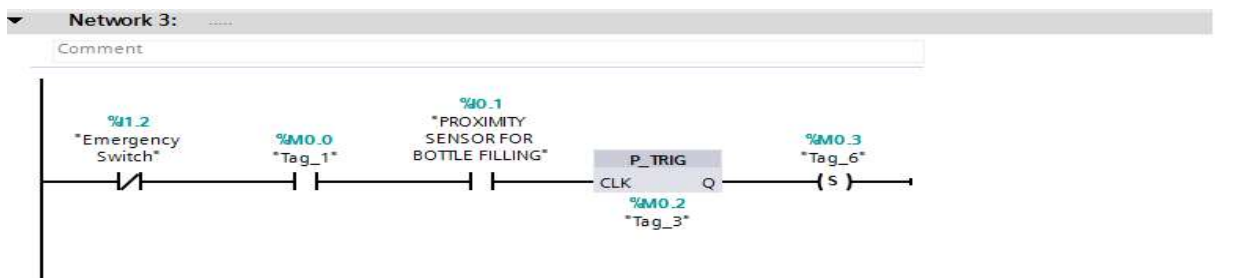 Network 3: .....
Comment
%I1.2
"Emergency
Switch"
%M0.0
"Tag_1"
%I0.1
"PROXIMITY
SENSOR FOR
BOTTLE FILLING"
P_TRIG
CLK Q
%M0.2
"Tag_3"
%M0.3
"Tag_6"
S